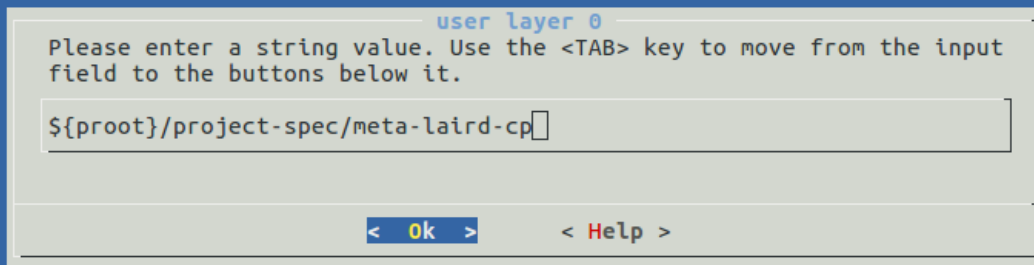 user layer 0
Please enter a string value. Use the <TAB> key to move from the input
field to the buttons below it.
${proot}/project-spec/meta-laird-cp
< Ok > < Help >